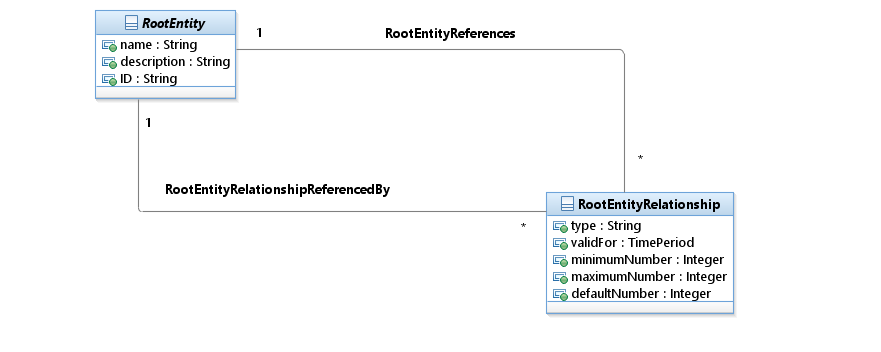 RootEntity
name : String
description : String
ID : String
1
RootEntityReferences
1
*
RootEntityRelationshipReferencedBy
*
RootEntityRelationship
type : String
validFor : TimePeriod
minimumNumber : Integer
maximumNumber : Integer
defaultNumber : Integer